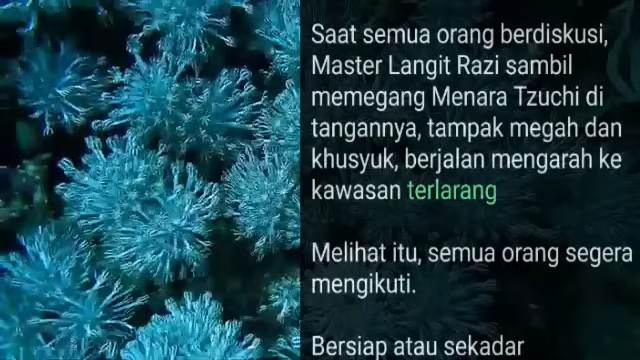 Saat semua orang berdiskusi,
Master Langit Razi sambil
memegang Menara Tzuchi di
tangannya, tampak megah dan
khusyuk, berjalan mengarah ke
kawasan terlarang
Melihat itu, semua orang segera
mengikuti.
Bersiap atau sekadar